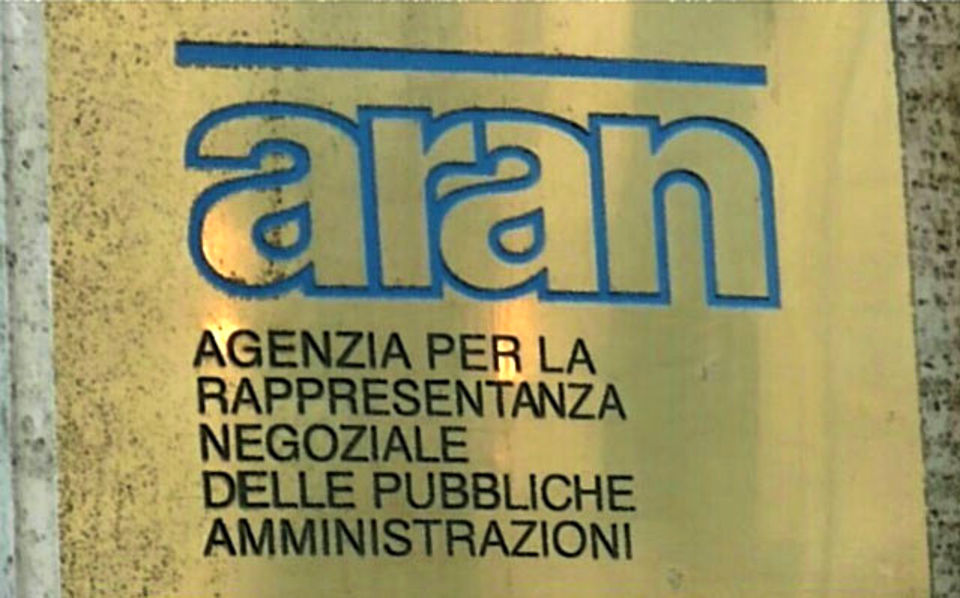 aran
AGENZIA PER LA
RAPPRESENTANZA
NEGOZIALE
DELLE PUBBLICHE
AMMINISTRAZIONI